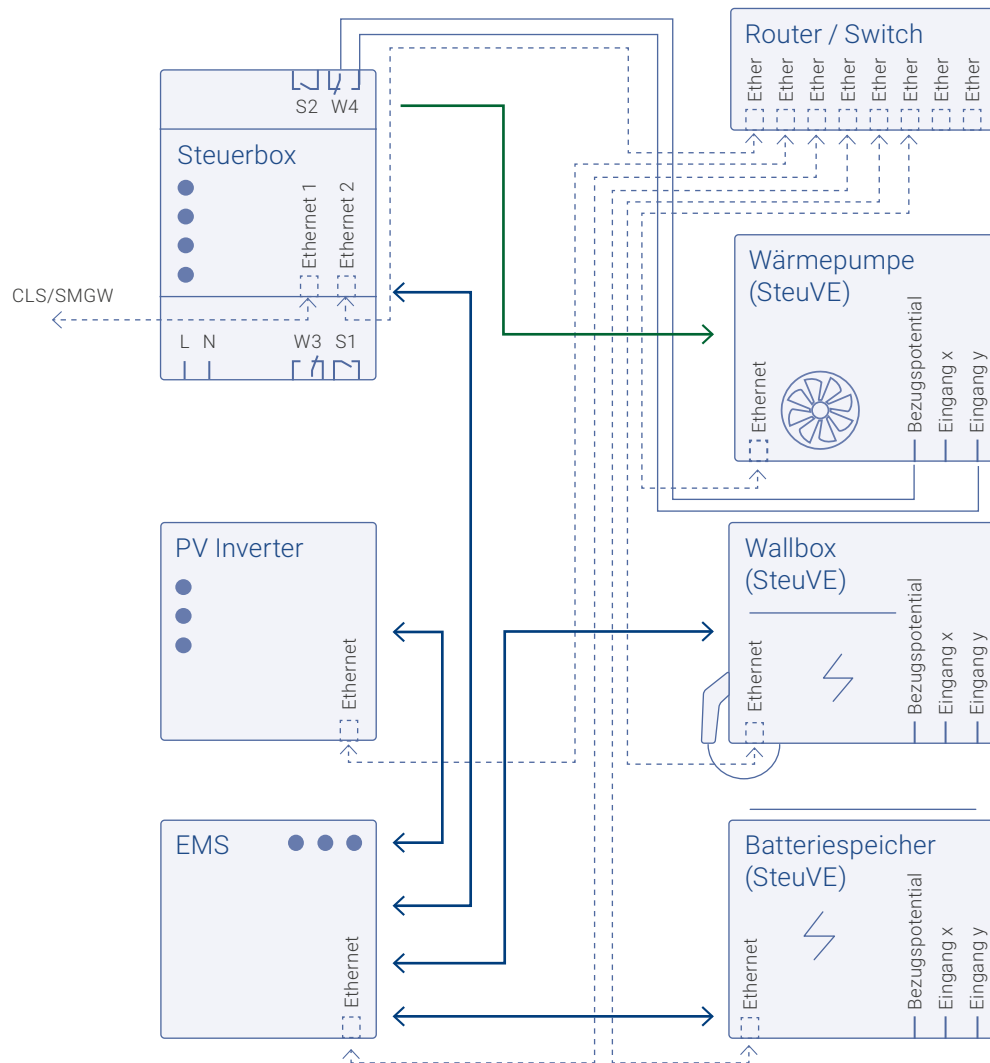 Router / Switch
Ether
Ether
Ether
Ether
Ether
Ether
Ether
Ether
S2 W4
Steuerbox
Ethernet 1
Ethernet 2
CLS/SMGW
L N
W3 S1
Wärmepumpe
(SteuVE)
Ethernet
Bezugspotential
Eingang x
Eingang y
PV Inverter
Ethernet
Wallbox
(SteuVE)
Ethernet
Bezugspotential
Eingang x
Eingang y
EMS
Ethernet
Batteriespeicher
(SteuVE)
Ethernet
Bezugspotential
Eingang x
Eingang y